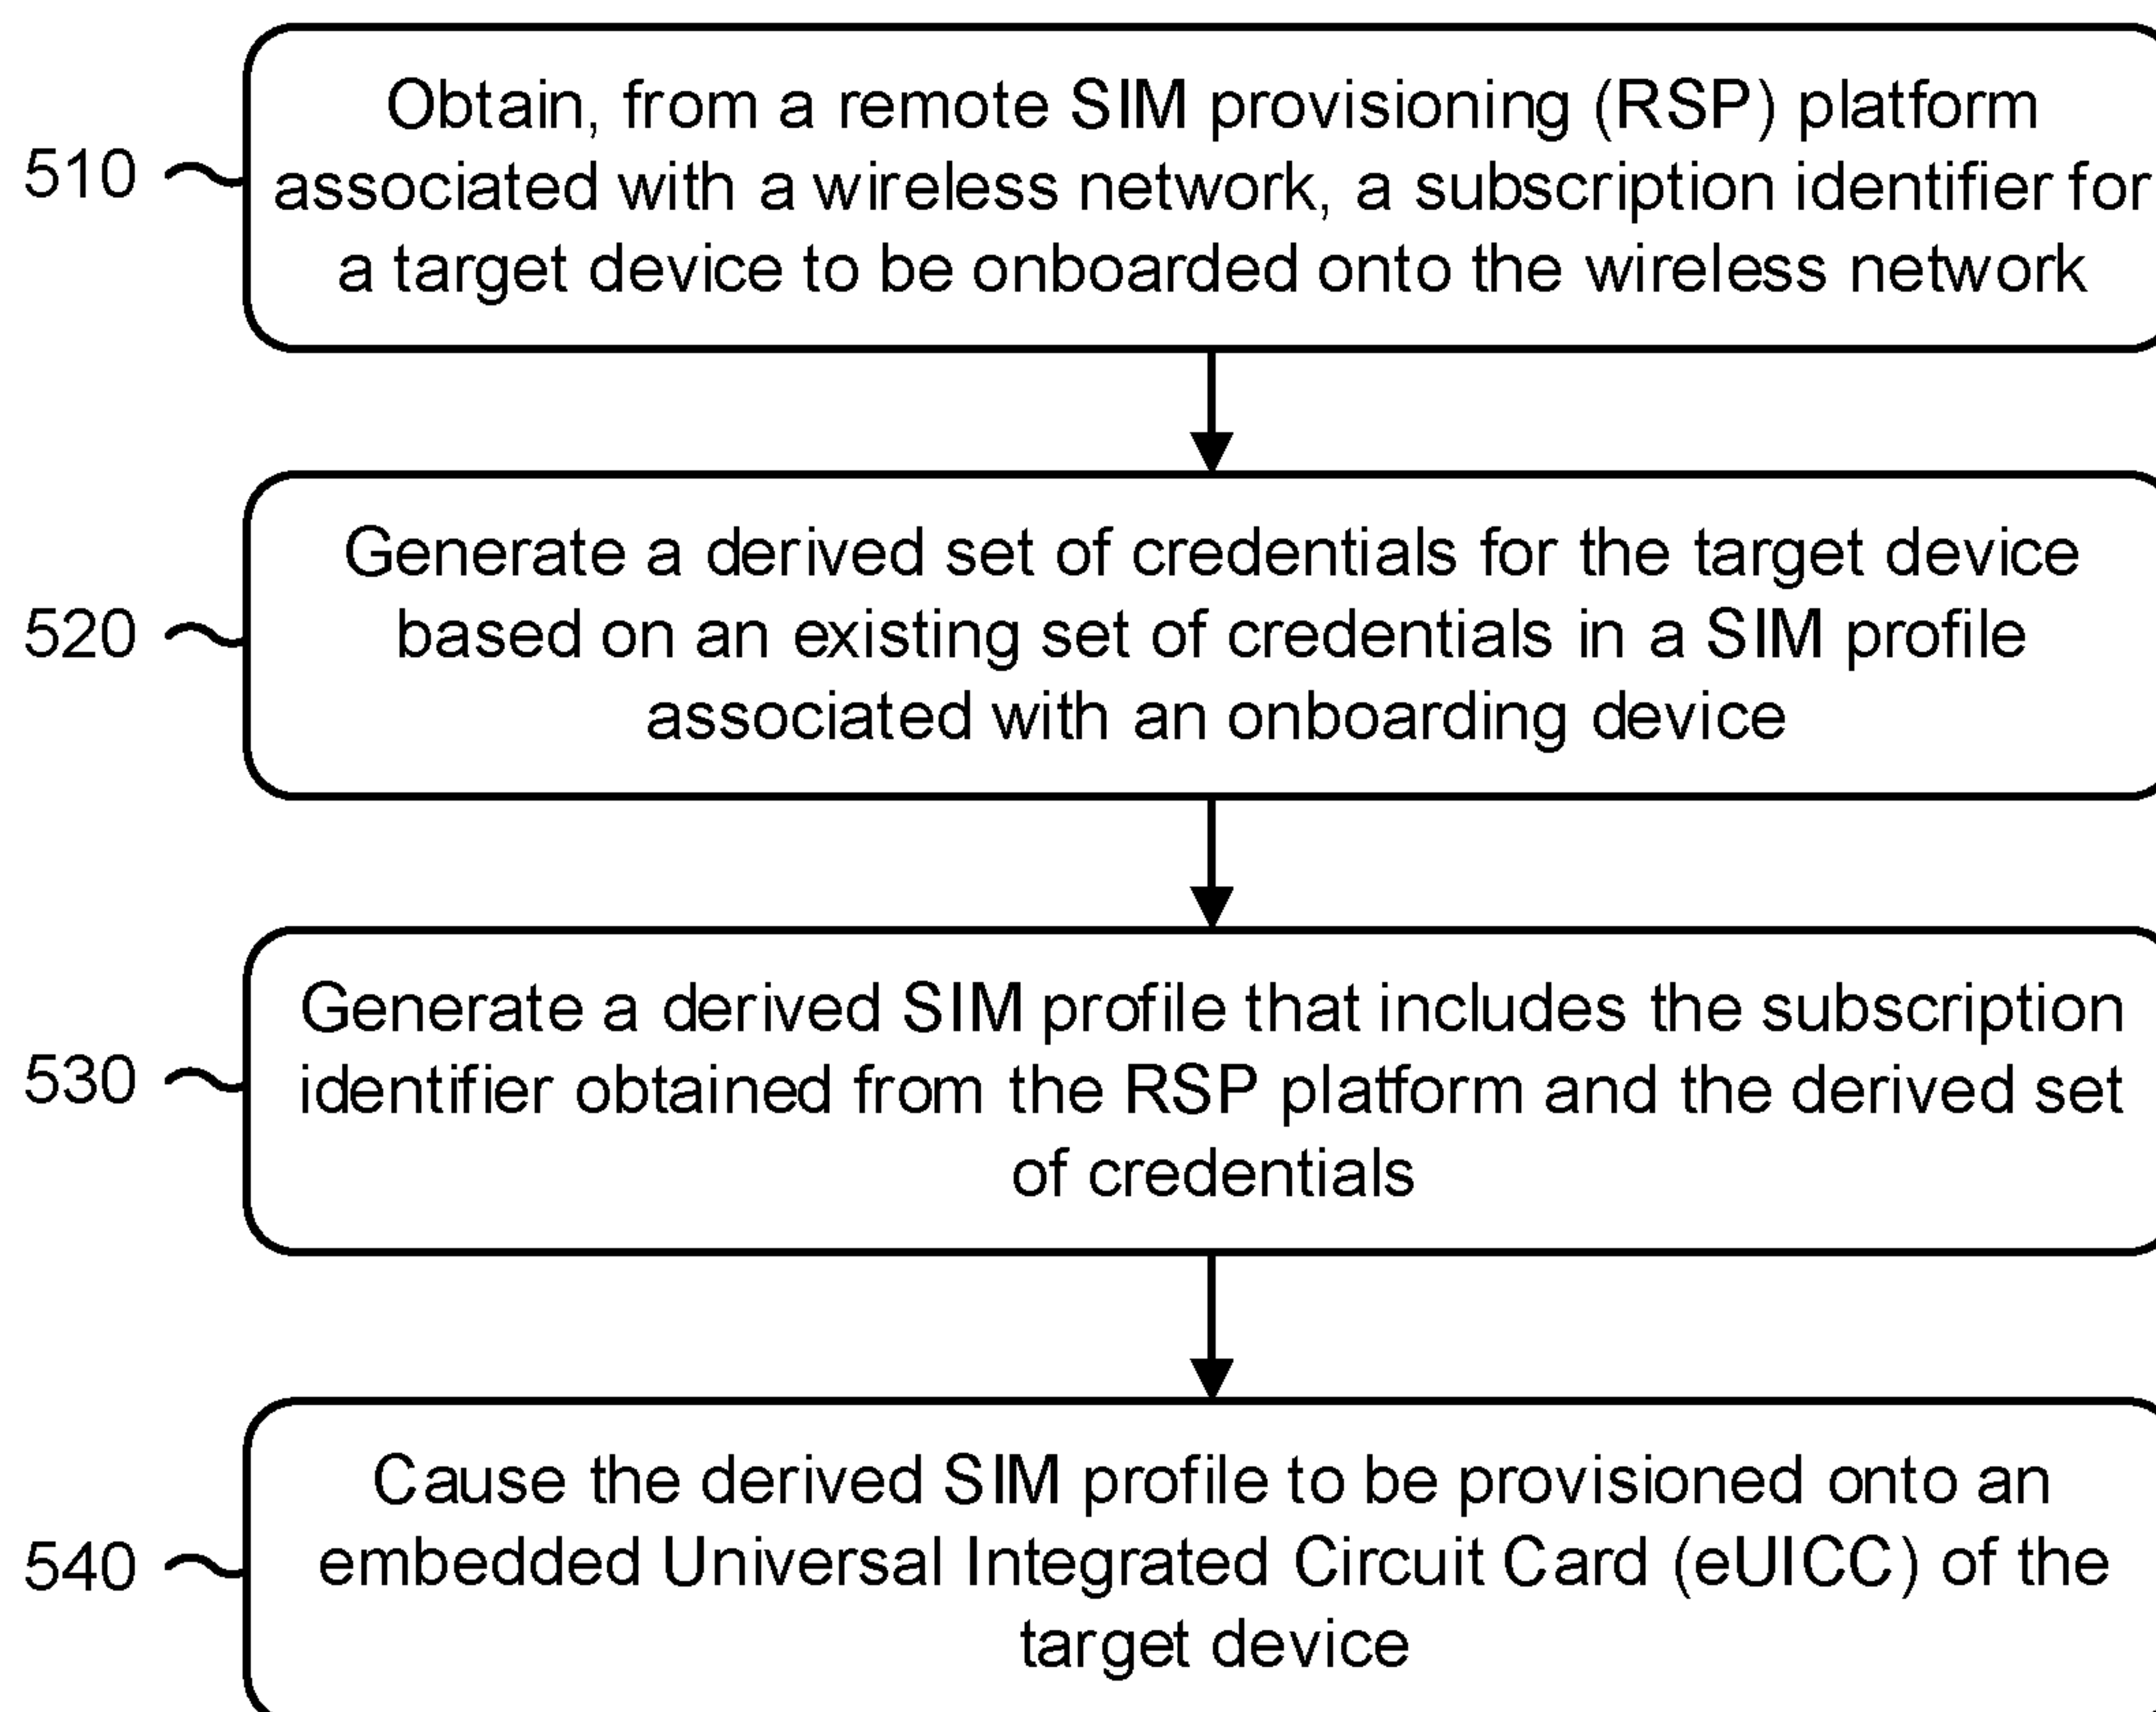 510
Obtain, from a remote SIM provisioning (RSP) platform
associated with a wireless network, a subscription identifier for
a target device to be onboarded onto the wireless network
520
Generate a derived set of credentials for the target device
based on an existing set of credentials in a SIM profile
associated with an onboarding device
530
Generate a derived SIM profile that includes the subscription
identifier obtained from the RSP platform and the derived set
of credentials
540
Cause the derived SIM profile to be provisioned onto an
embedded Universal Integrated Circuit Card (eUICC) of the
target device